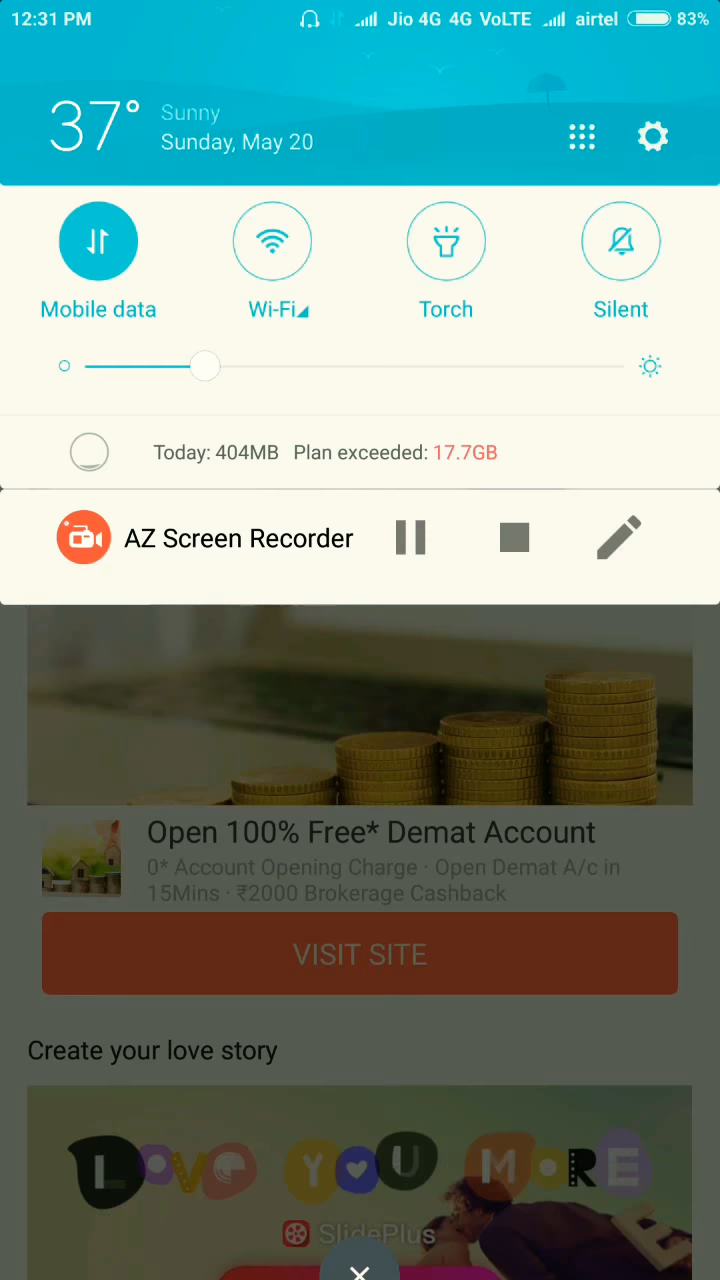 12:31 PM Jio 4G 4G VoLTE airtel 83%
37° Sunny
Sunday, May 20
Mobile data Wi-Fi Torch Silent
Today: 404MB Plan exceeded: 17.7GB
AZ Screen Recorder
Open 100% Free* Demat Account
0* Account Opening Charge · Open Demat A/c in
15Mins · ₹2000 Brokerage Cashback
VISIT SITE
Create your love story
LOVE YOU MORE
SlidePlus